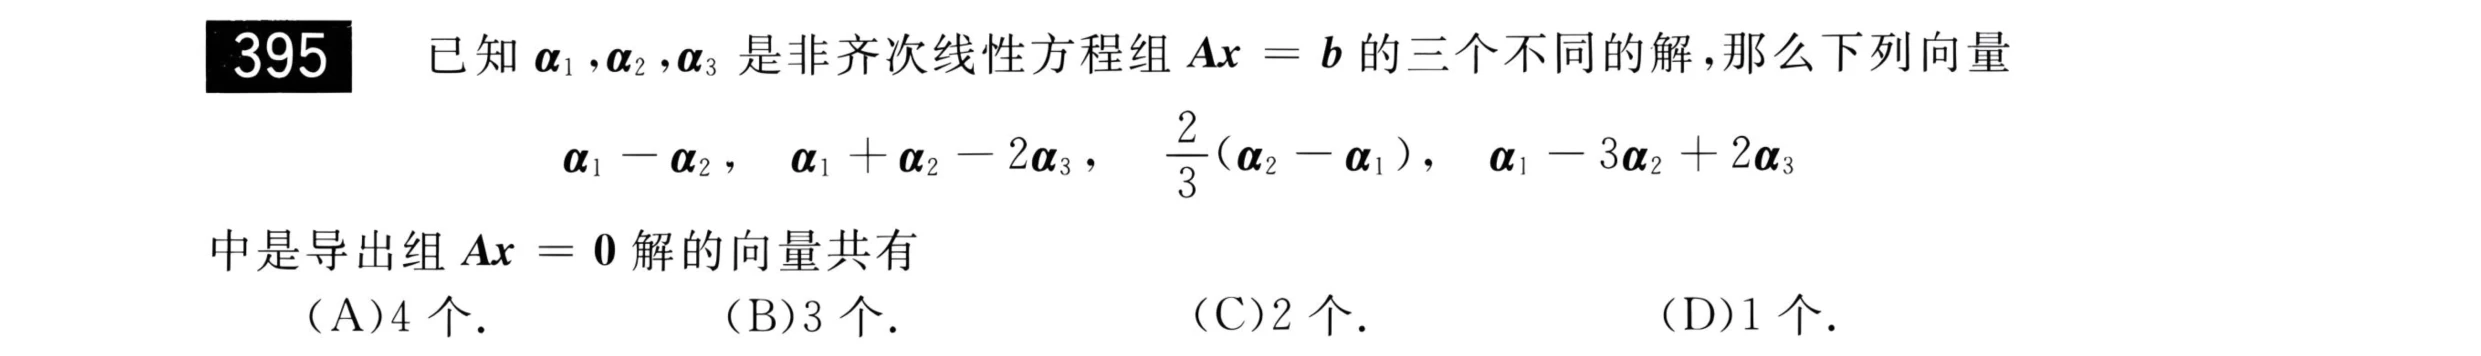 395 已知 α₁,α₂,α₃ 是非齐次线性方程组 Ax = b 的三个不同的解,那么下列向量
α₁ − α₂, α₁ + α₂ − 2α₃, 2/3(α₂ − α₁), α₁ − 3α₂ + 2α₃
中是导出组 Ax = 0 解的向量共有
(A)4 个. (B)3 个. (C)2 个. (D)1 个.